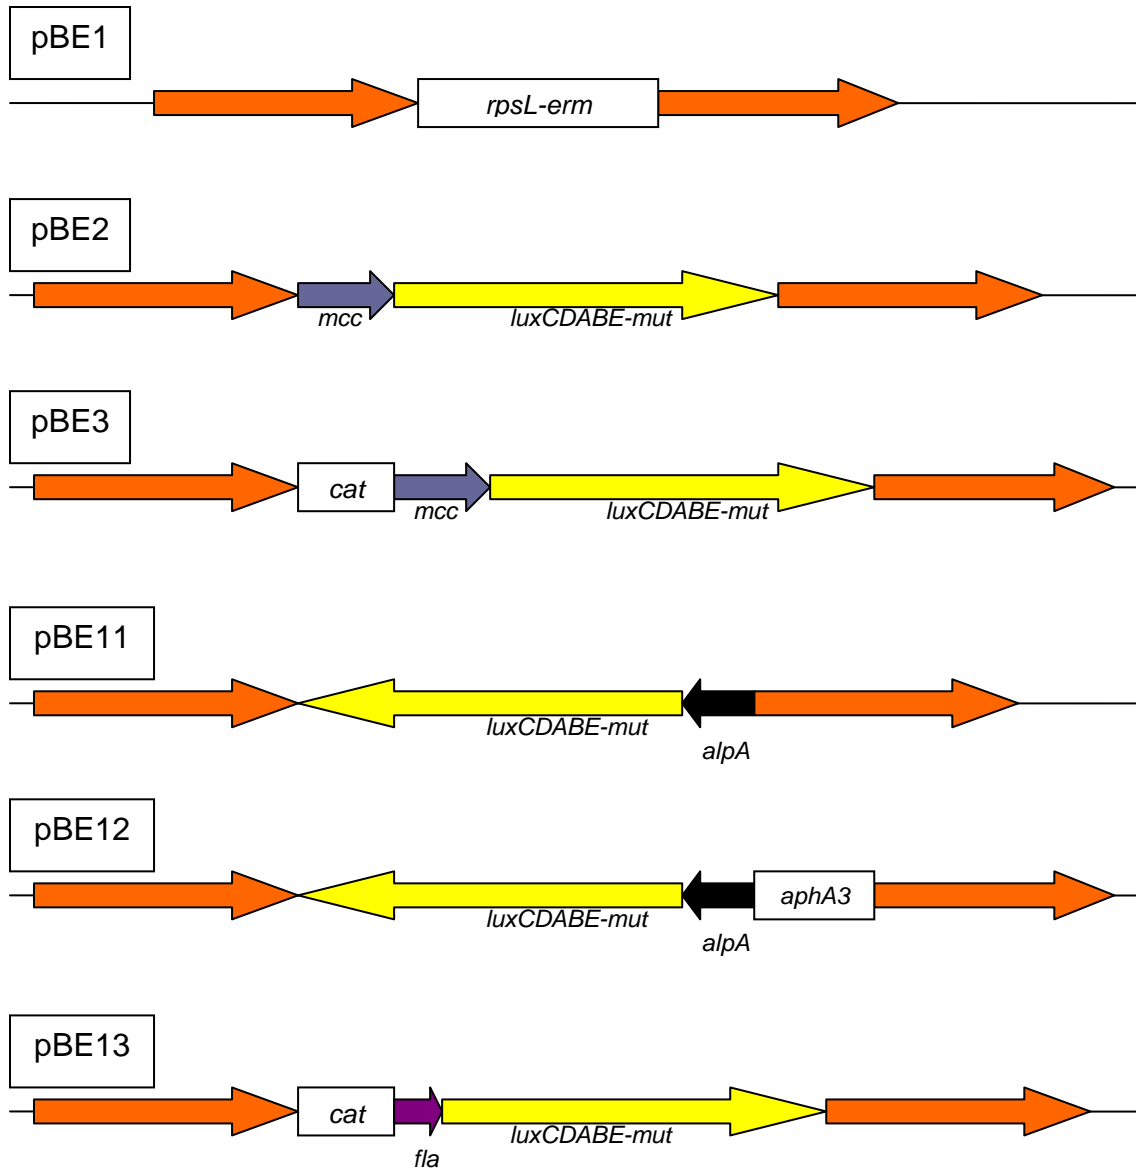 pBE1
rpsL-erm
pBE2
mcc
luxCDABE-mut
pBE3
cat
mcc
luxCDABE-mut
pBE11
luxCDABE-mut
alpA
pBE12
aphA3
luxCDABE-mut
alpA
pBE13
cat
luxCDABE-mut
fla